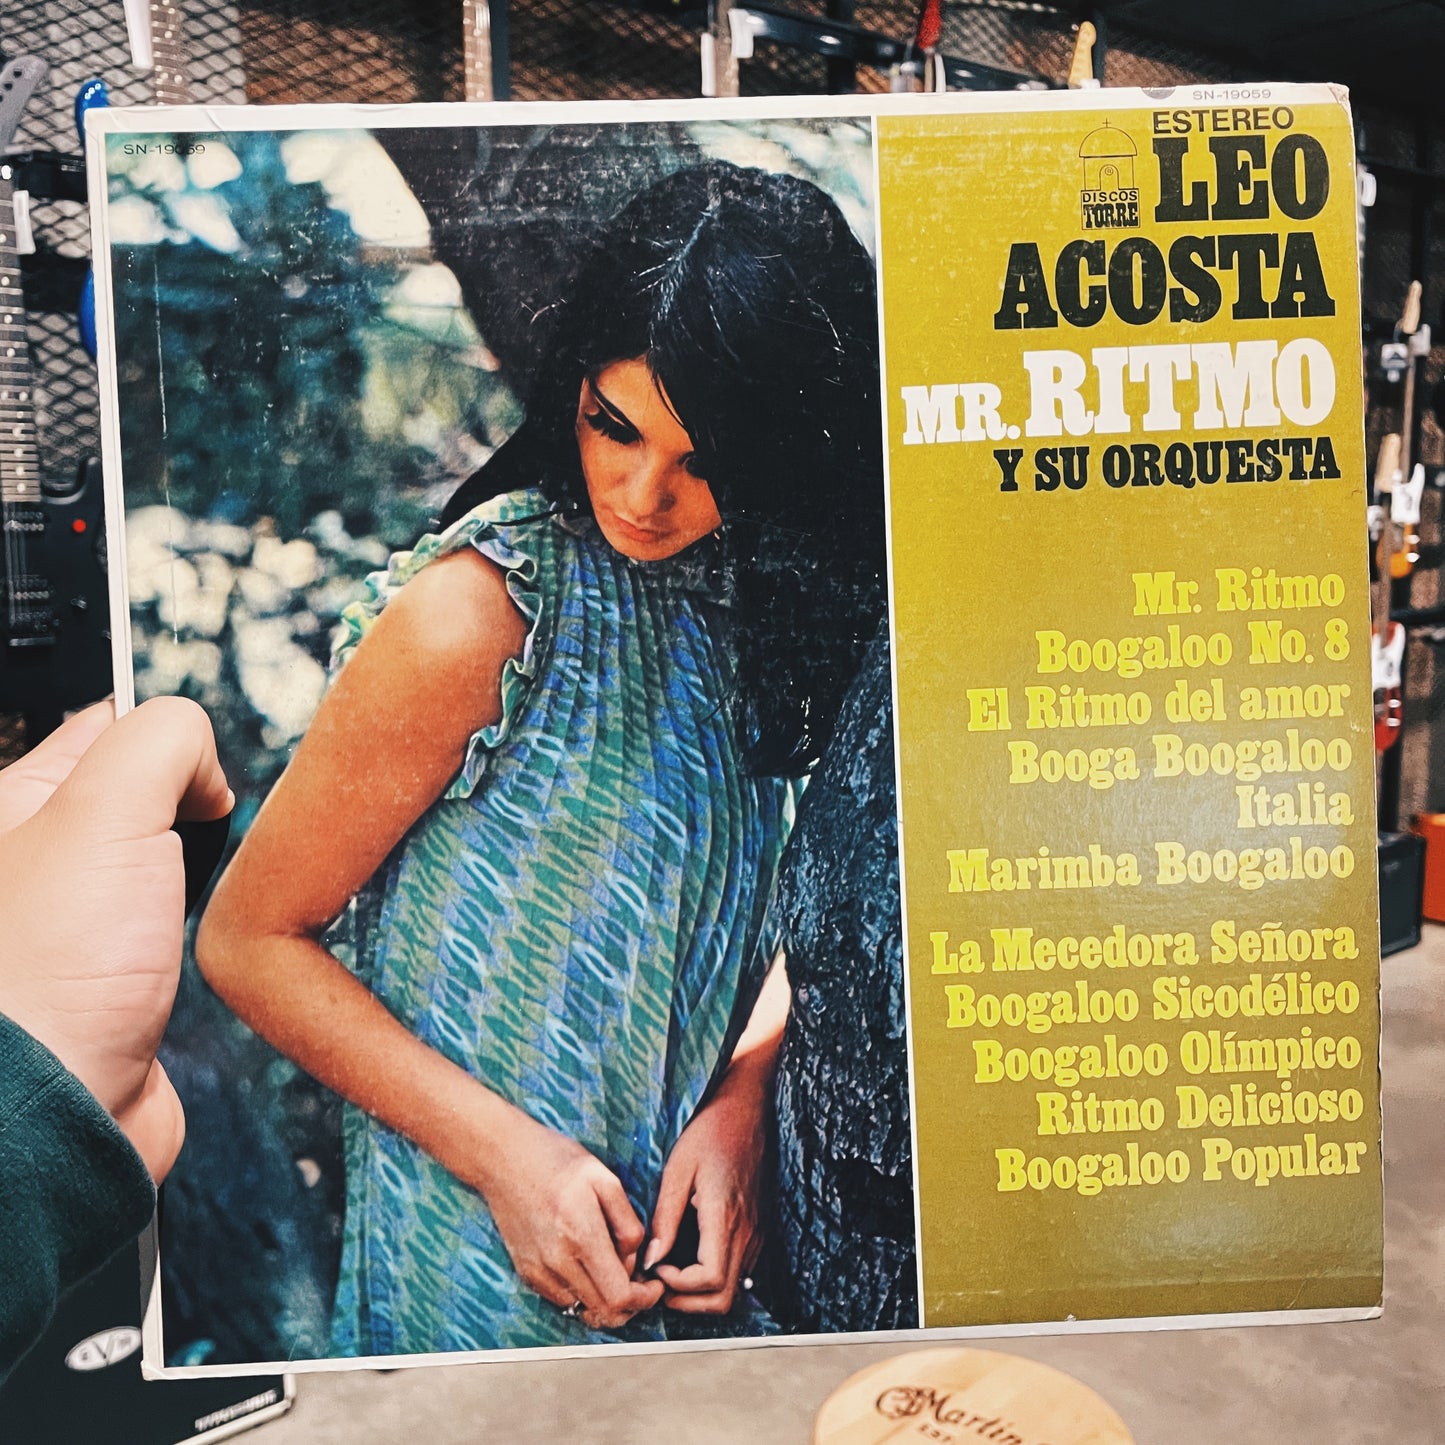 SN-19059
SN-19059
ESTEREO
DISCOS
TORRE
LEO
ACOSTA
MR. RITMO
Y SU ORQUESTA
Mr. Ritmo
Boogaloo No. 8
El Ritmo del amor
Booga Boogaloo
Italia
Marimba Boogaloo
La Mecedora Señora
Boogaloo Sicodélico
Boogaloo Olímpico
Ritmo Delicioso
Boogaloo Popular
EVH
Martin
EST.